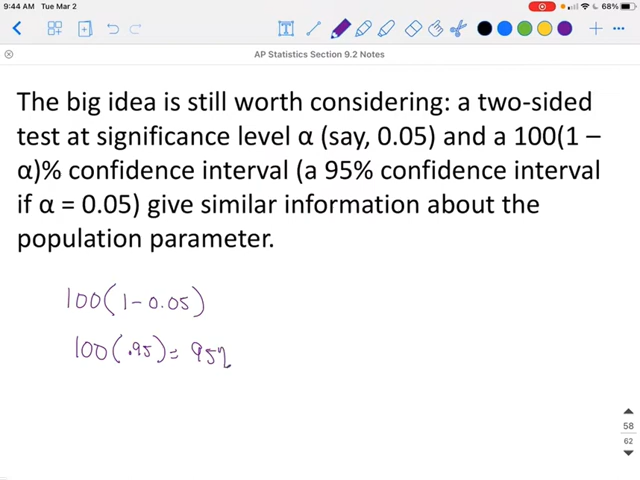 9:44 AM Tue Mar 2 68%
AP Statistics Section 9.2 Notes
The big idea is still worth considering: a two-sided
test at significance level α (say, 0.05) and a 100(1 –
α)% confidence interval (a 95% confidence interval
if α = 0.05) give similar information about the
population parameter.
100(1-0.05)
100(.95)=95%
58
62